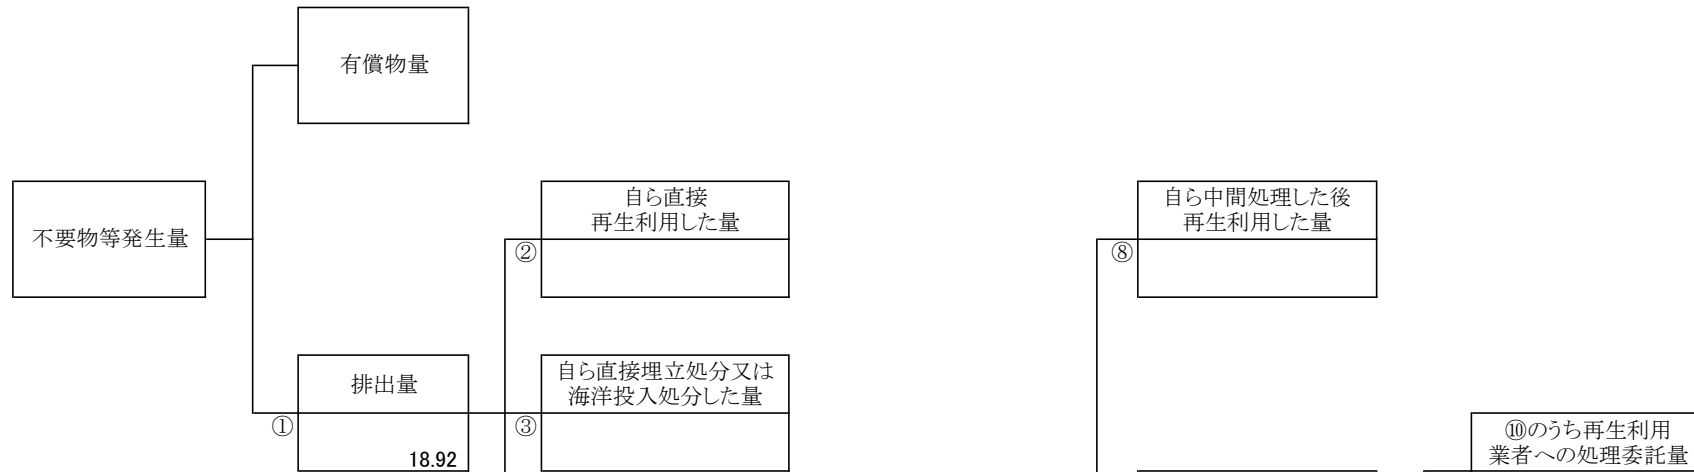 有償物量
不要物等発生量
自ら直接
再生利用した量
②
自ら中間処理した後
再生利用した量
⑧
排出量
①
18.92
自ら直接埋立処分又は
海洋投入処分した量
③
⑩のうち再生利用
業者への処理委託量